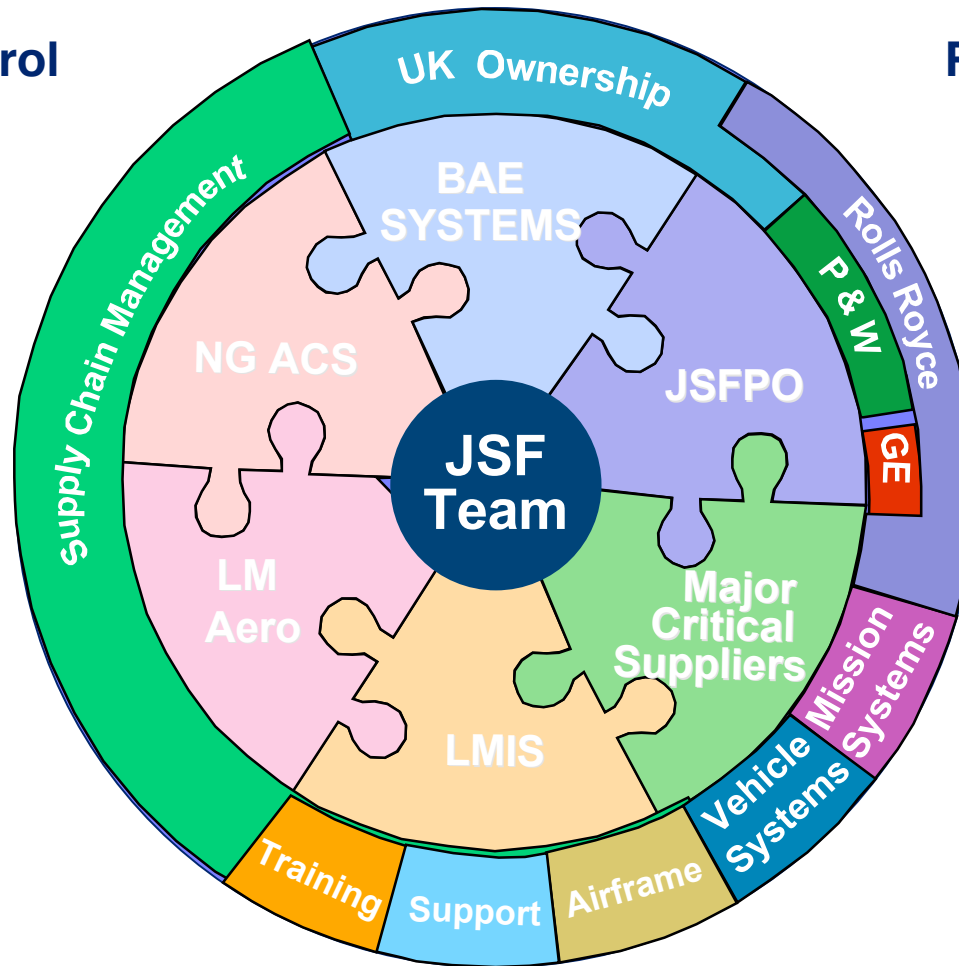 rol
UK Ownership
Supply Chain Management
Rolls Royce
P & W
GE
BAE
SYSTEMS
NG ACS
JSFPO
JSF
Team
LM
Aero
Major
Critical
Suppliers
LMIS
Mission
Systems
Vehicle
Systems
Training
Support
Airframe